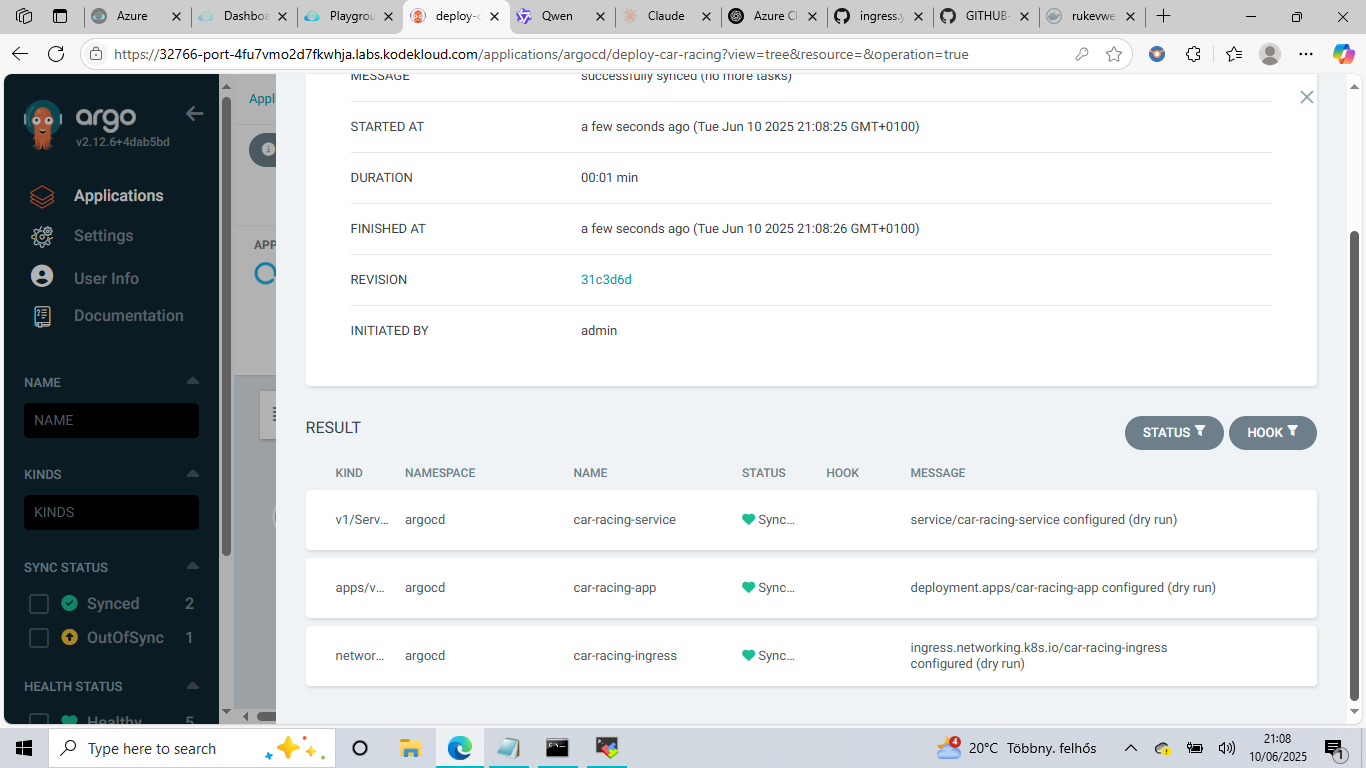 Azure
Dashboa
Playgrou
deploy-c
Qwen
Claude
Azure Cl
ingress.y
GITHUB-
rukevwe
https://32766-port-4fu7vmo2d7fkwhja.labs.kodekloud.com/applications/argocd/deploy-car-racing?view=tree&resource=&operation=true
argo
v2.12.6+4dab5bd
Applications
Settings
User Info
Documentation
NAME
NAME
KINDS
KINDS
SYNC STATUS
Synced 2
OutOfSync 1
HEALTH STATUS
Healthy 5
Appli
APP
MESSAGE successfully synced (no more tasks)
STARTED AT a few seconds ago (Tue Jun 10 2025 21:08:25 GMT+0100)
DURATION 00:01 min
FINISHED AT a few seconds ago (Tue Jun 10 2025 21:08:26 GMT+0100)
REVISION 31c3d6d
INITIATED BY admin
RESULT
STATUS HOOK
KIND NAMESPACE NAME STATUS HOOK MESSAGE
v1/Serv... argocd car-racing-service Sync... service/car-racing-service configured (dry run)
apps/v... argocd car-racing-app Sync... deployment.apps/car-racing-app configured (dry run)
networ... argocd car-racing-ingress Sync... ingress.networking.k8s.io/car-racing-ingress
configured (dry run)
Type here to search
4
20°C Többny. felhős
21:08
10/06/2025
1